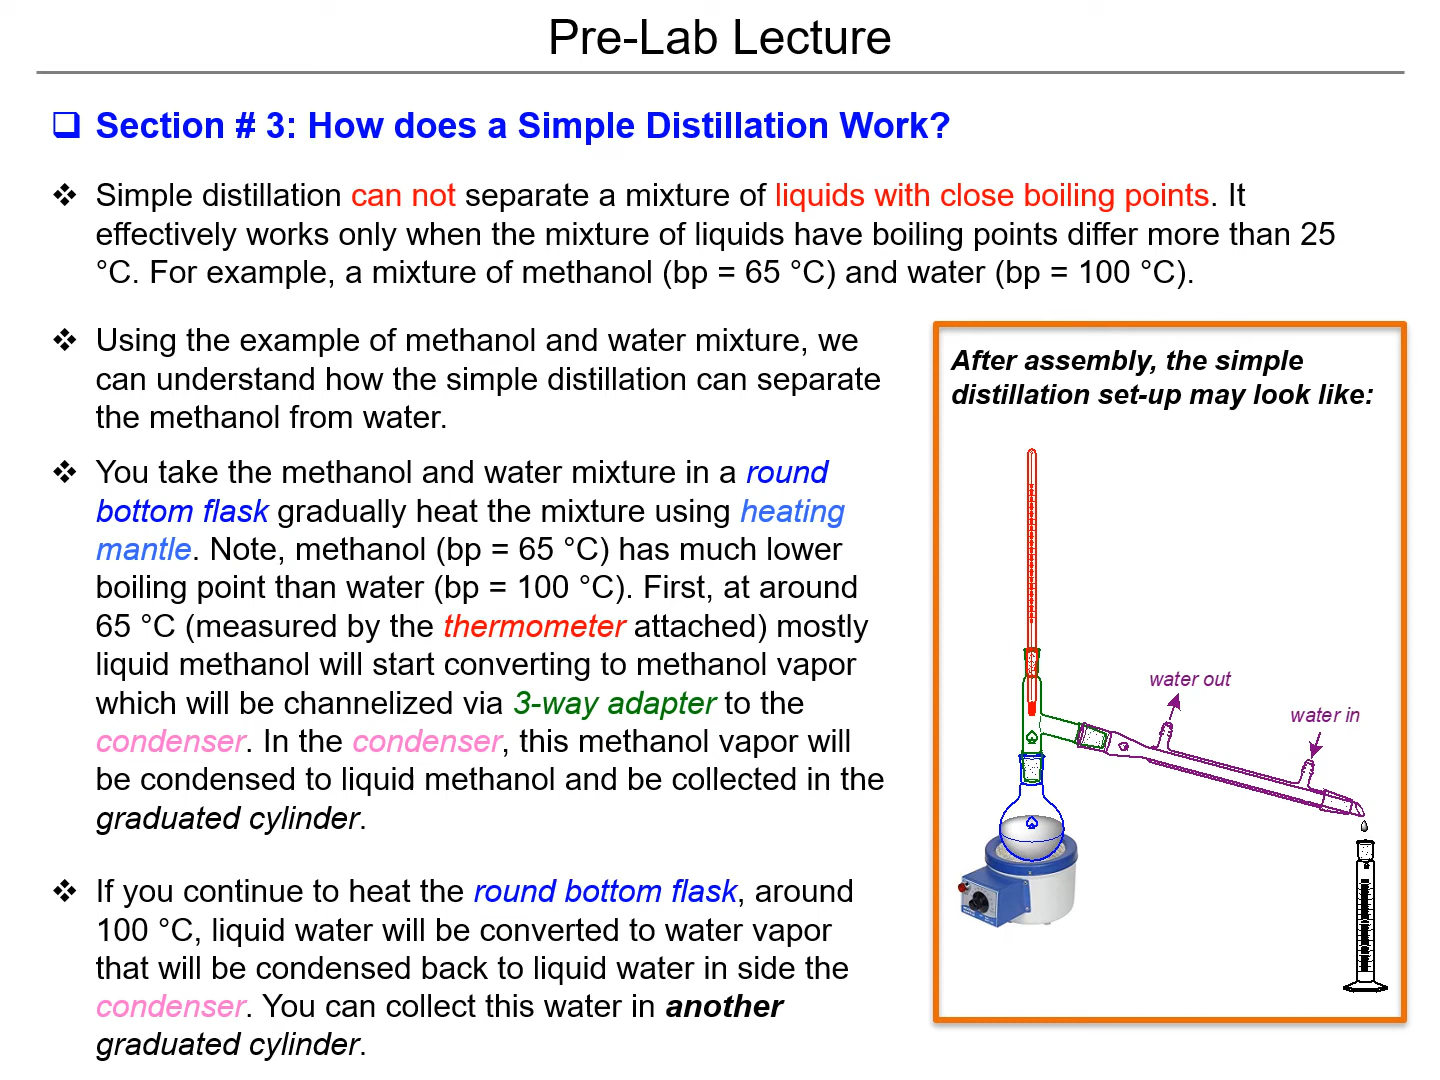 Pre-Lab Lecture
Section # 3: How does a Simple Distillation Work?
Simple distillation can not separate a mixture of liquids with close boiling points. It
effectively works only when the mixture of liquids have boiling points differ more than 25
°C. For example, a mixture of methanol (bp = 65 °C) and water (bp = 100 °C).
Using the example of methanol and water mixture, we
can understand how the simple distillation can separate
the methanol from water.
You take the methanol and water mixture in a round
bottom flask gradually heat the mixture using heating
mantle. Note, methanol (bp = 65 °C) has much lower
boiling point than water (bp = 100 °C). First, at around
65 °C (measured by the thermometer attached) mostly
liquid methanol will start converting to methanol vapor
which will be channelized via 3-way adapter to the
condenser. In the condenser, this methanol vapor will
be condensed to liquid methanol and be collected in the
graduated cylinder.
If you continue to heat the round bottom flask, around
100 °C, liquid water will be converted to water vapor
that will be condensed back to liquid water in side the
condenser. You can collect this water in another
graduated cylinder.
After assembly, the simple
distillation set-up may look like:
water out
water in